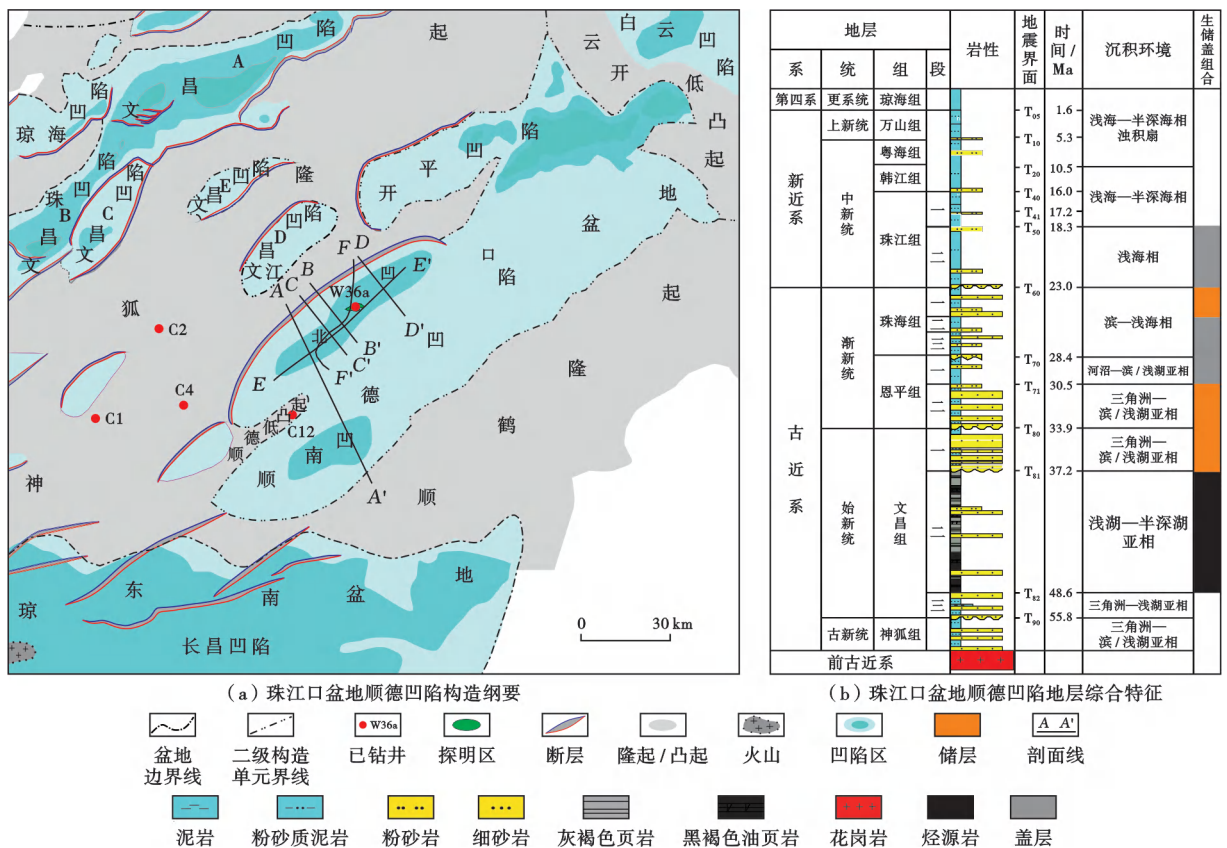 起
白
云
凹
陷
云
开
低
凸
起
A
凹
陷
昌
文
琼海凹陷
珠
B
昌
文
凹
陷
C
昌
文
凹
陷
文昌E凹陷
隆
起
文昌D凹陷
开平凹陷
盆
地
口
江
狐
神
A
C
B
F
D
E'
W36a
凹
陷
北
D'
B'
C'
F'
E
德
顺
凹
陷
顺德低凸起
C12
南
凹
顺
A'
顺
鹤
隆
起
C2
C4
C1
琼东南盆地
长昌凹陷
0 30 km
(a) 珠江口盆地顺德凹陷构造纲要
地层 岩性 地震界面 时间/Ma 沉积环境 生储盖组合
系 统 组 段
第四系 更新统 琼海组
T05 1.6
上新统 万山组
浅海—半深海相
浊积扇
T10 5.3
新近系 中新统
粤海组
T20 10.5
韩江组
浅海—半深海相
T40 16.0
珠江组 一
T41 17.2
T50 18.3
二 浅海相
T60 23.0
古近系 渐新统
珠海组 一 二 三 滨—浅海相
T70 28.4
恩平组 一 河沼—滨/浅湖亚相
T71 30.5
二 三角洲—
滨/浅湖亚相
T80 33.9
始新统 文昌组
一 三角洲—
滨/浅湖亚相
T81 37.2
二 浅湖—半深湖
亚相
T82 48.6
三 三角洲—浅湖亚相
T90 55.8
古新统 神狐组 三角洲—
滨/浅湖亚相
前古近系
(b) 珠江口盆地顺德凹陷地层综合特征
W36a A A'
盆地边界线 二级构造单元界线 已钻井 探明区 断层 隆起/凸起 火山 凹陷区 储层 剖面线
泥岩 粉砂质泥岩 粉砂岩 细砂岩 灰褐色页岩 黑褐色油页岩 花岗岩 烃源岩 盖层